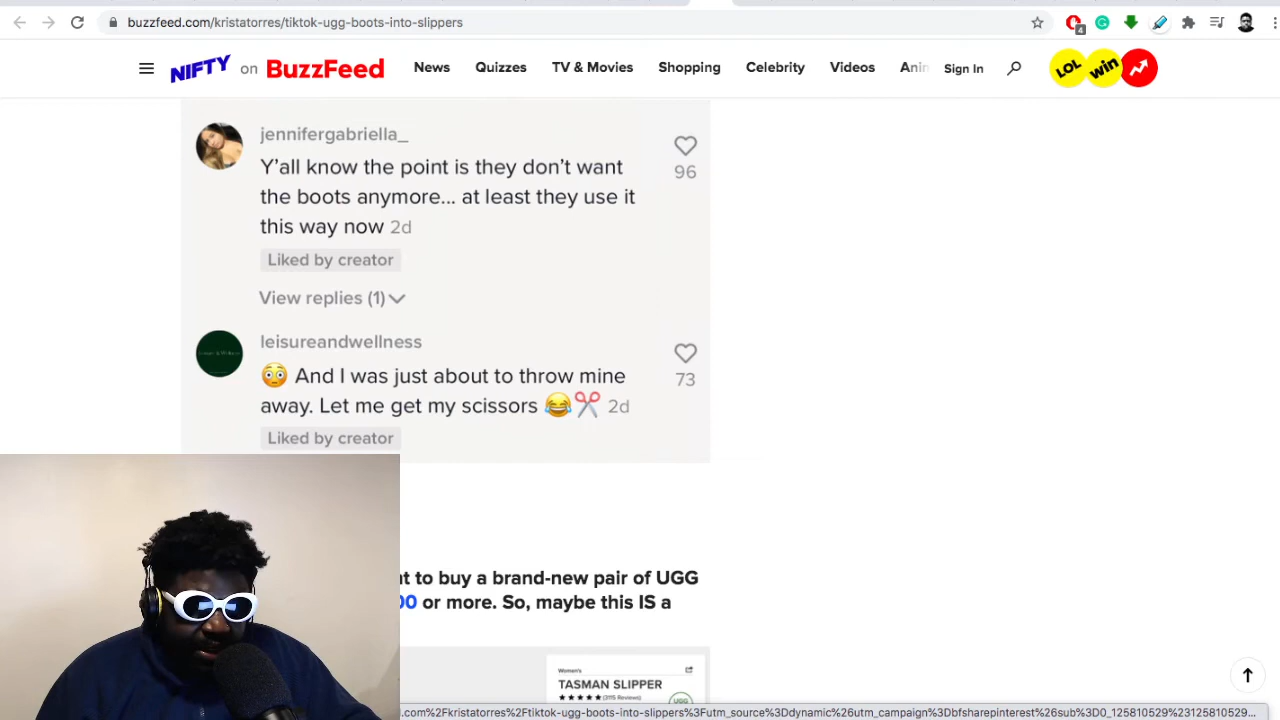 buzzfeed.com/kristatorres/tiktok-ugg-boots-into-slippers
4
NIFTY on BuzzFeed News Quizzes TV & Movies Shopping Celebrity Videos Sign In LOL win
jennifergabriella_
Y'all know the point is they don't want
the boots anymore... at least they use it
this way now 2d
96
Liked by creator
View replies (1)
leisureandwellness
😳 And I was just about to throw mine
away. Let me get my scissors 😂✂️ 2d
73
Liked by creator
to buy a brand-new pair of UGG
or more. So, maybe this IS a
Women's
TASMAN SLIPPER
(3115 Reviews)
UGG
.com%2Fkristatorres%2Ftiktok-ugg-boots-into-slippers%3Futm_source%3Ddynamic%26utm_campaign%3Dbfsharepinterest%26sub%3D0_125810529%23125810529...